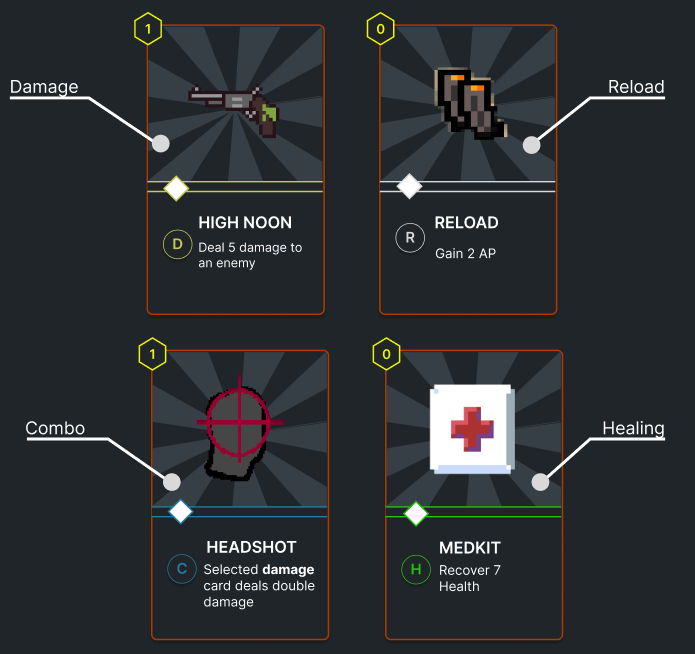 1
0
Damage
Reload
HIGH NOON
D
Deal 5 damage to
an enemy
RELOAD
R
Gain 2 AP
1
0
Combo
Healing
HEADSHOT
C
Selected damage
card deals double
damage
MEDKIT
H
Recover 7
Health